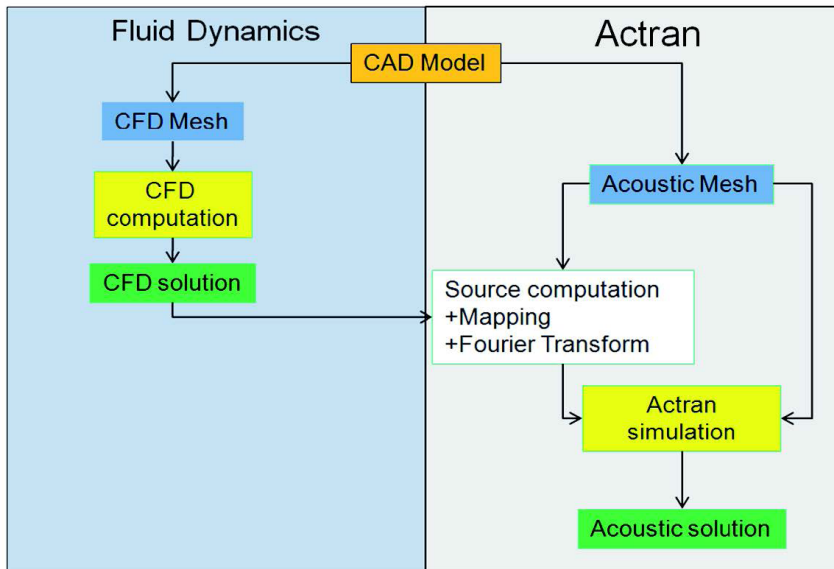 Fluid Dynamics
Actran
CAD Model
CFD Mesh
CFD
computation
CFD solution
Acoustic Mesh
Source computation
+Mapping
+Fourier Transform
Actran
simulation
Acoustic solution